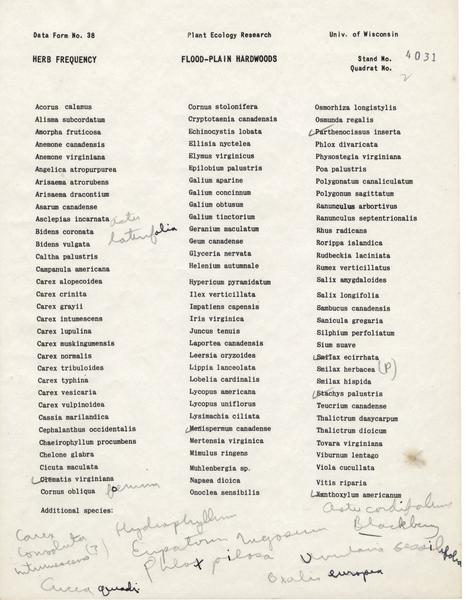 Data Form No. 38 Plant Ecology Research Univ. of Wisconsin
HERB FREQUENCY FLOOD-PLAIN HARDWOODS Stand No. 4031
Quadrat No. 2
Acorus calamus
Alisma subcordatum
Amorpha fruticosa
Anemone canadensis
Anemone virginiana
Angelica atropurpurea
Arisaema atrorubens
Arisaema dracontium
Asarum canadense
Asclepias incarnata
Bidens coronata
Bidens vulgata
Caltha palustris
Campanula americana
Carex alopecoidea
Carex crinita
Carex grayii
Carex intumescens
Carex lupulina
Carex muskingumensis
Carex normalis
Carex tribuloides
Carex typhina
Carex vesicaria
Carex vulpinoidea
Cassia marilandica
Cephalanthus occidentalis
Chaeirophyllum procumbens
Chelone glabra
Cicuta maculata
Clematis virginiana
Cornus obliqua
Additional species:
Cornus stolonifera
Cryptotaenia canadensis
Echinocystis lobata
Ellisia nyctelea
Elymus virginicus
Epilobium palustris
Galium aparine
Galium concinnum
Galium obtusum
Galium tinctorium
Geranium maculatum
Geum canadense
Glyceria nervata
Helenium autumnale
Hypericum pyramidatum
Ilex verticillata
Impatiens capensis
Iris virginica
Juncus tenuis
Laportea canadensis
Leersia oryzoides
Lippia lanceolata
Lobelia cardinalis
Lycopus americana
Lycopus uniflorus
Lysimachia ciliata
Menispermum canadense
Mertensia virginica
Mimulus ringens
Muhlenbergia sp.
Napaea dioica
Onoclea sensibilis
Osmorhiza longistylis
Osmunda regalis
Parthenocissus inserta
Phlox divaricata
Physostegia virginiana
Poa palustris
Polygonatum canaliculatum
Polygonum sagittatum
Ranunculus arbortivus
Ranunculus septentrionalis
Rhus radicans
Rorippa islandica
Rudbeckia laciniata
Rumex verticillatus
Salix amygdaloides
Salix longifolia
Sambucus canadensis
Sanicula gregaria
Silphium perfoliatum
Sium suave
Smilax ecirrhata
Smilax herbacea (P)
Smilax hispida
Stachys palustris
Teucrium canadense
Thalictrum dasycarpum
Thalictrum dioicum
Tovara virginiana
Viburnum lentago
Viola cucullata
Vitis riparia
Xanthoxylum americanum
Carex
convoluta
(3)
Hydrophyllum
Phlox pilosa
Blackberry
Oxalis europea